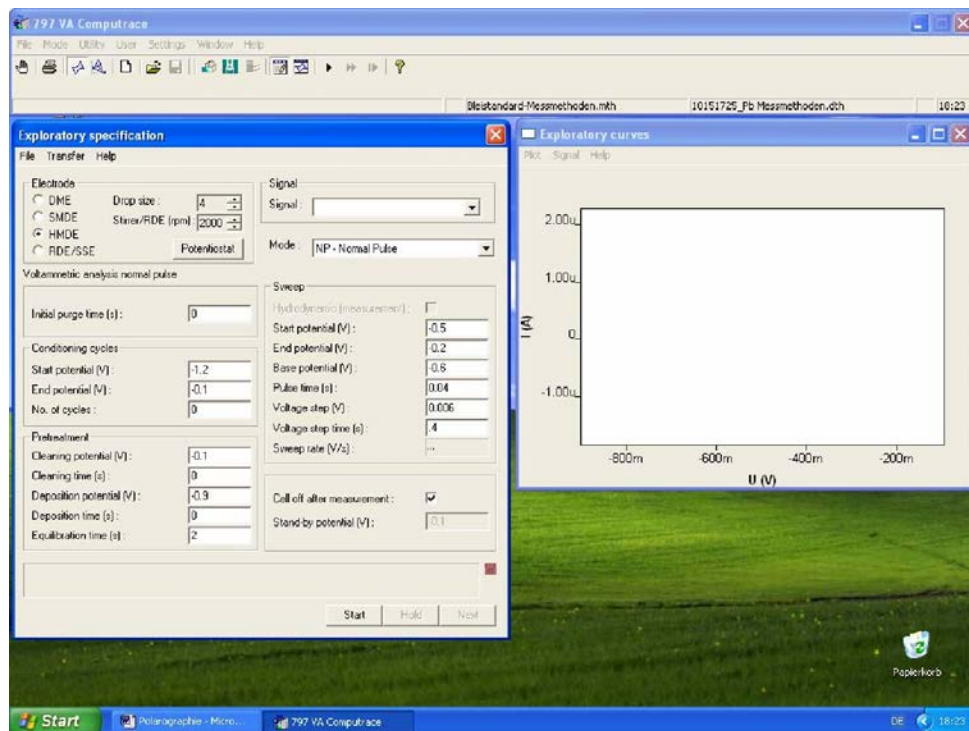 797 VA Computrace
File Mode Utility User Settings Window Help
Bleistandard-Messmethoden.mth 10151725_Pb Messmethoden.dth 18:23
Exploratory specification
File Transfer Help
Electrode
DME Drop size : 4
SMDE Stirrer/RDE (rpm) : 2000
HMDE
RDE/SSE Potentiostat
Signal
Signal :
Mode : NP - Normal Pulse
Voltammetric analysis normal pulse
Initial purge time (s) : 0
Conditioning cycles
Start potential (V) : -1.2
End potential (V) : -0.1
No. of cycles : 0
Pretreatment
Cleaning potential (V) : -0.1
Cleaning time (s) : 0
Deposition potential (V) : -0.9
Deposition time (s) : 0
Equilibration time (s) : 2
Sweep
Hydrodynamic (measurement) :
Start potential (V) : -0.5
End potential (V) : -0.2
Base potential (V) : -0.6
Pulse time (s) : 0.04
Voltage step (V) : 0.006
Voltage step time (s) : .4
Sweep rate (V/s) : ---
Cell off after measurement :
Stand-by potential (V) : -0.1
Start Hold Next
Exploratory curves
Plot Signal Help
2.00u
1.00u
0
-1.00u
I (A)
-800m -600m -400m -200m
U (V)
Papierkorb
Start Polarographie - Micro... 797 VA Computrace DE 18:23